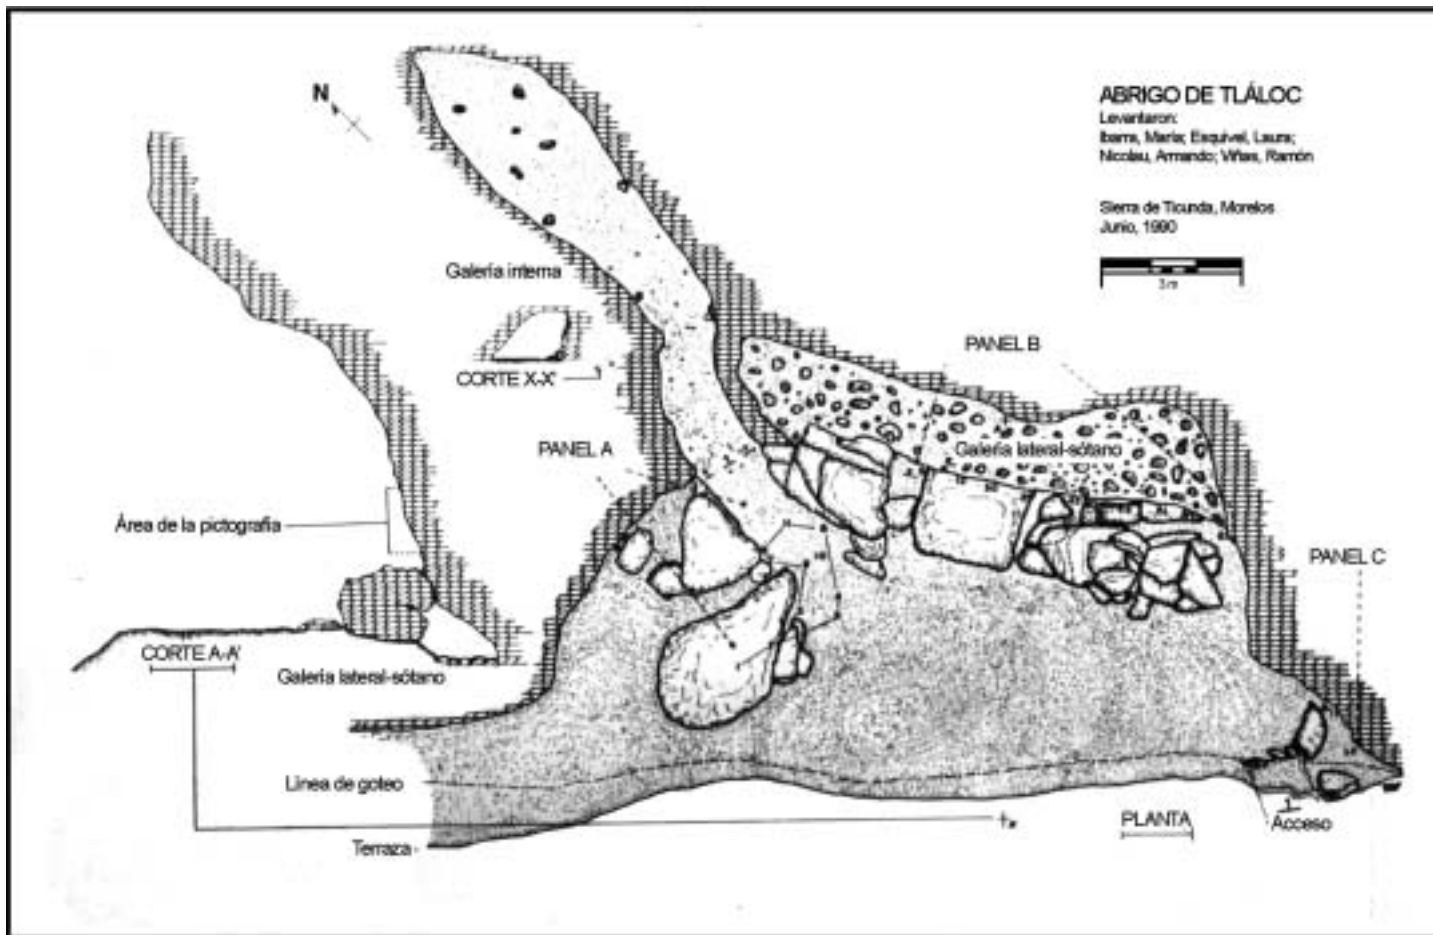 ABRIGO DE TLÁLOC
Levantaron:
Ibarra, María; Esquivel, Laura;
Nicolau, Armando; Viñas, Ramón
Sierra de Ticunda, Morelos
Junio, 1990
3 m
N
Galería interna
CORTE X-X'
PANEL B
PANEL A
Galería lateral-sótano
Área de la pictografía
PANEL C
CORTE A-A'
Galería lateral-sótano
Línea de goteo
PLANTA
Acceso
Terraza